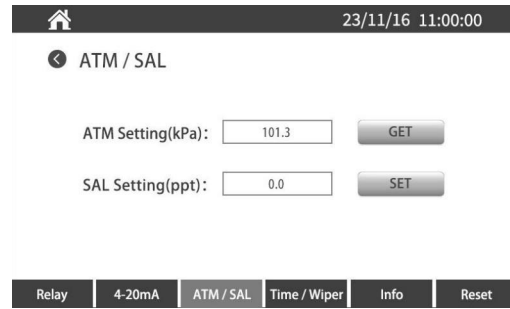 23/11/16 11:00:00
ATM / SAL
ATM Setting(kPa): 101.3 GET
SAL Setting(ppt): 0.0 SET
Relay 4-20mA ATM / SAL Time / Wiper Info Reset